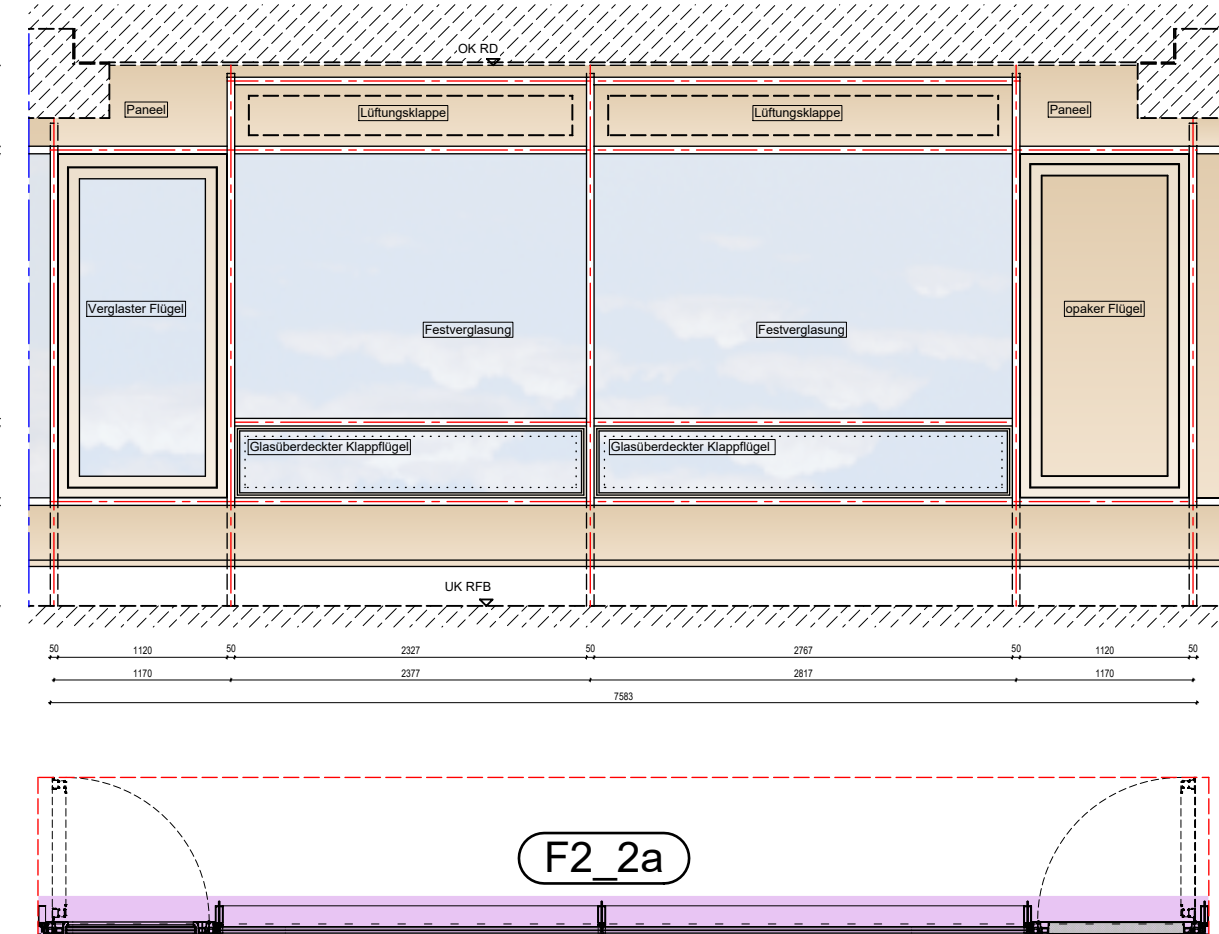 OK RD
Paneel
Lüftungsklappe
Lüftungsklappe
Paneel
Verglaster Flügel
Festverglasung
Festverglasung
opaker Flügel
Glasüberdeckter Klappflügel
Glasüberdeckter Klappflügel
UK RFB
50 1120 50 2327 50 2767 50 1120 50
1170 2377 2817 1170
7583
F2_2a